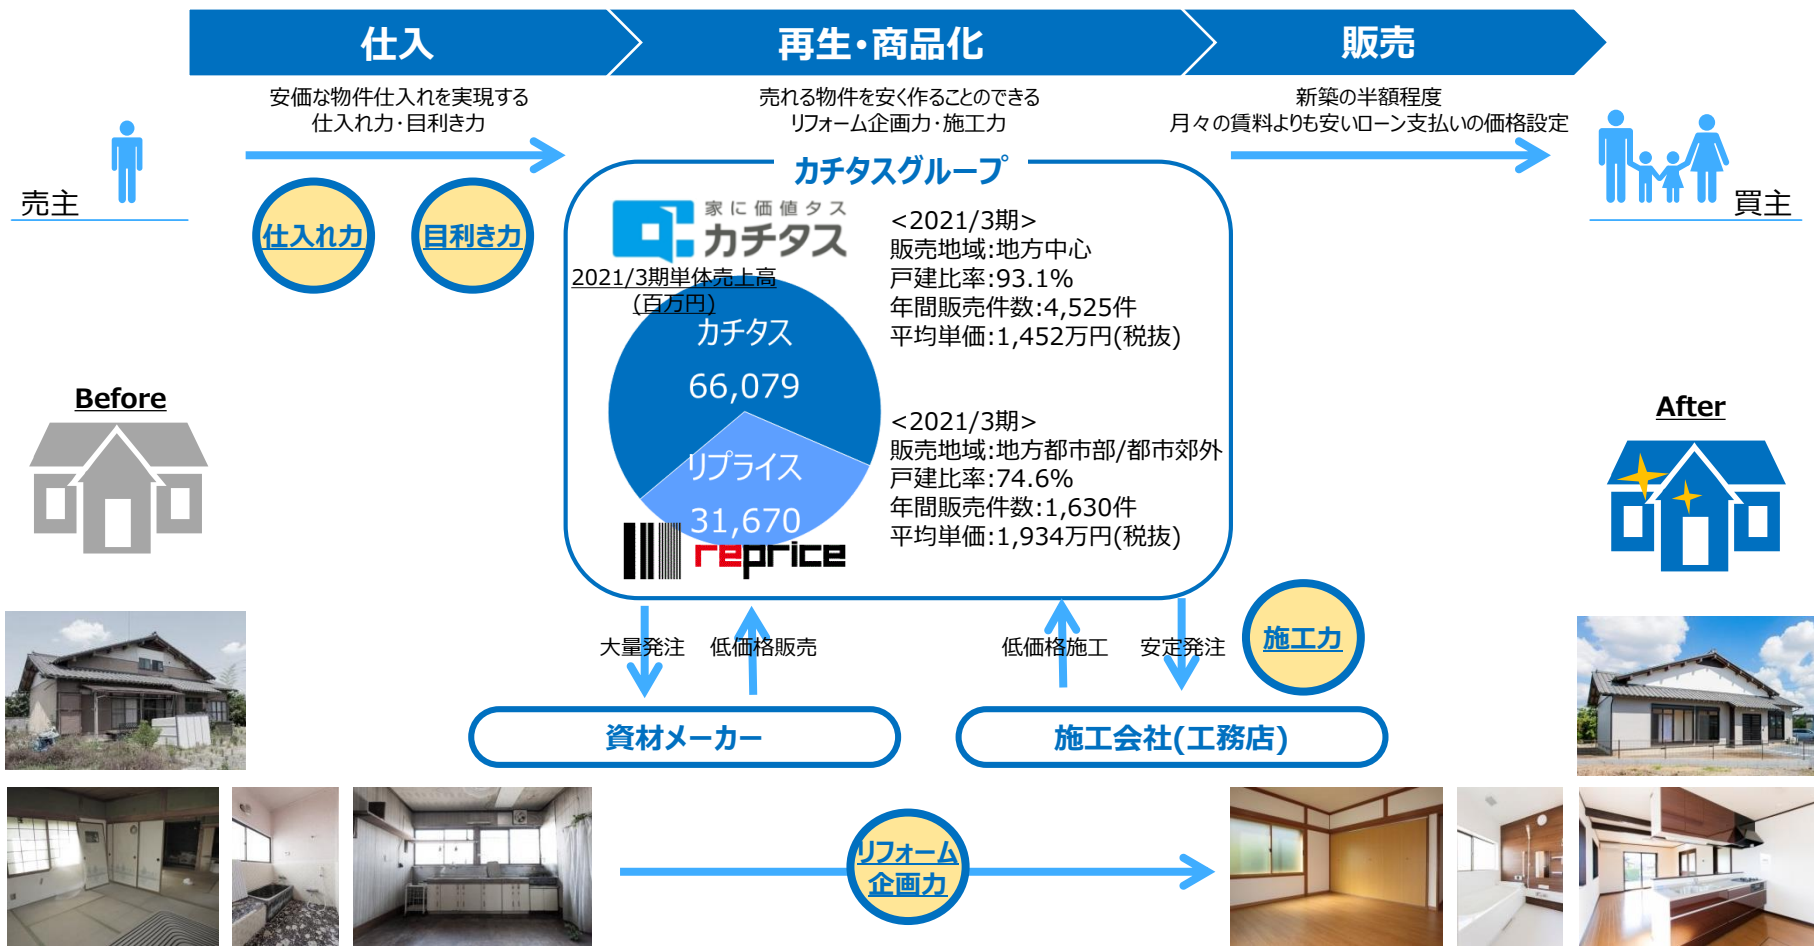 仕入
再生・商品化
販売
安価な物件仕入れを実現する
仕入れ力・目利き力
売れる物件を安く作ることのできる
リフォーム企画力・施工力
新築の半額程度
月々の賃料よりも安いローン支払いの価格設定
売主
買主
仕入れ力
目利き力
カチタスグループ
家に価値タス
カチタス
2021/3期単体売上高
(百万円)
カチタス
66,079
リプライス
31,670
reprice
<2021/3期>
販売地域:地方中心
戸建比率:93.1%
年間販売件数:4,525件
平均単価:1,452万円(税抜)
<2021/3期>
販売地域:地方都市部/都市郊外
戸建比率:74.6%
年間販売件数:1,630件
平均単価:1,934万円(税抜)
Before
After
大量発注
低価格販売
低価格施工
安定発注
施工力
資材メーカー
施工会社(工務店)
リフォーム
企画力